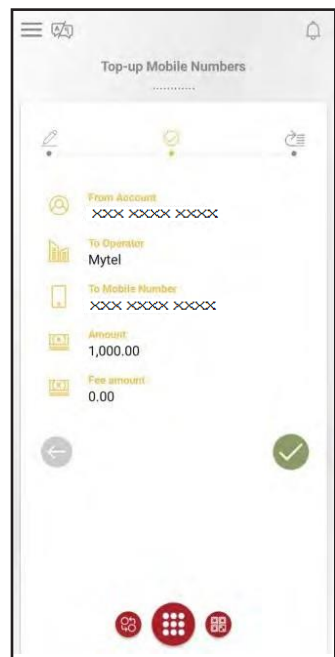 Top-up Mobile Numbers
From Account
XXX XXXX XXXX
To Operator
Mytel
To Mobile Number
XXX XXXX XXXX
Amount
1,000.00
Fee amount
0.00